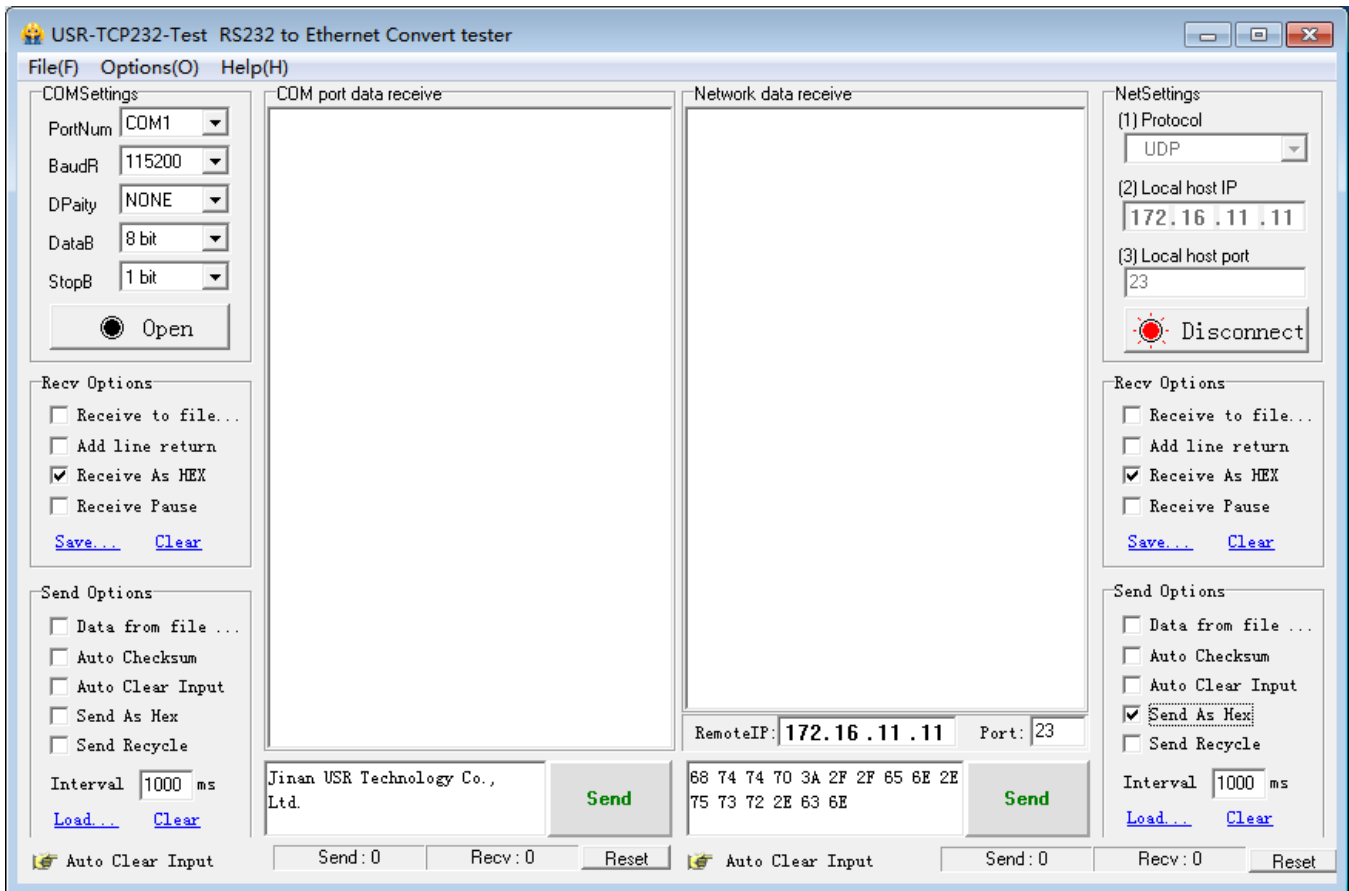 USR-TCP232-Test RS232 to Ethernet Convert tester
File(F) Options(O) Help(H)
COMSettings
PortNum COM1
BaudR 115200
DPaity NONE
DataB 8 bit
StopB 1 bit
Open
Recv Options
Receive to file...
Add line return
Receive As HEX
Receive Pause
Save... Clear
Send Options
Data from file ...
Auto Checksum
Auto Clear Input
Send As Hex
Send Recycle
Interval 1000 ms
Load... Clear
COM port data receive
Jinan USR Technology Co.,
Ltd.
Send
Network data receive
RemoteIP: 172.16.11.11 Port: 23
68 74 74 70 3A 2F 2F 65 6E 2E
75 73 72 2E 63 6E
Send
NetSettings
(1) Protocol
UDP
(2) Local host IP
172.16.11.11
(3) Local host port
23
Disconnect
Recv Options
Receive to file...
Add line return
Receive As HEX
Receive Pause
Save... Clear
Send Options
Data from file ...
Auto Checksum
Auto Clear Input
Send As Hex
Send Recycle
Interval 1000 ms
Load... Clear
Auto Clear Input Send : 0 Recv : 0 Reset
Auto Clear Input Send : 0 Recv : 0 Reset